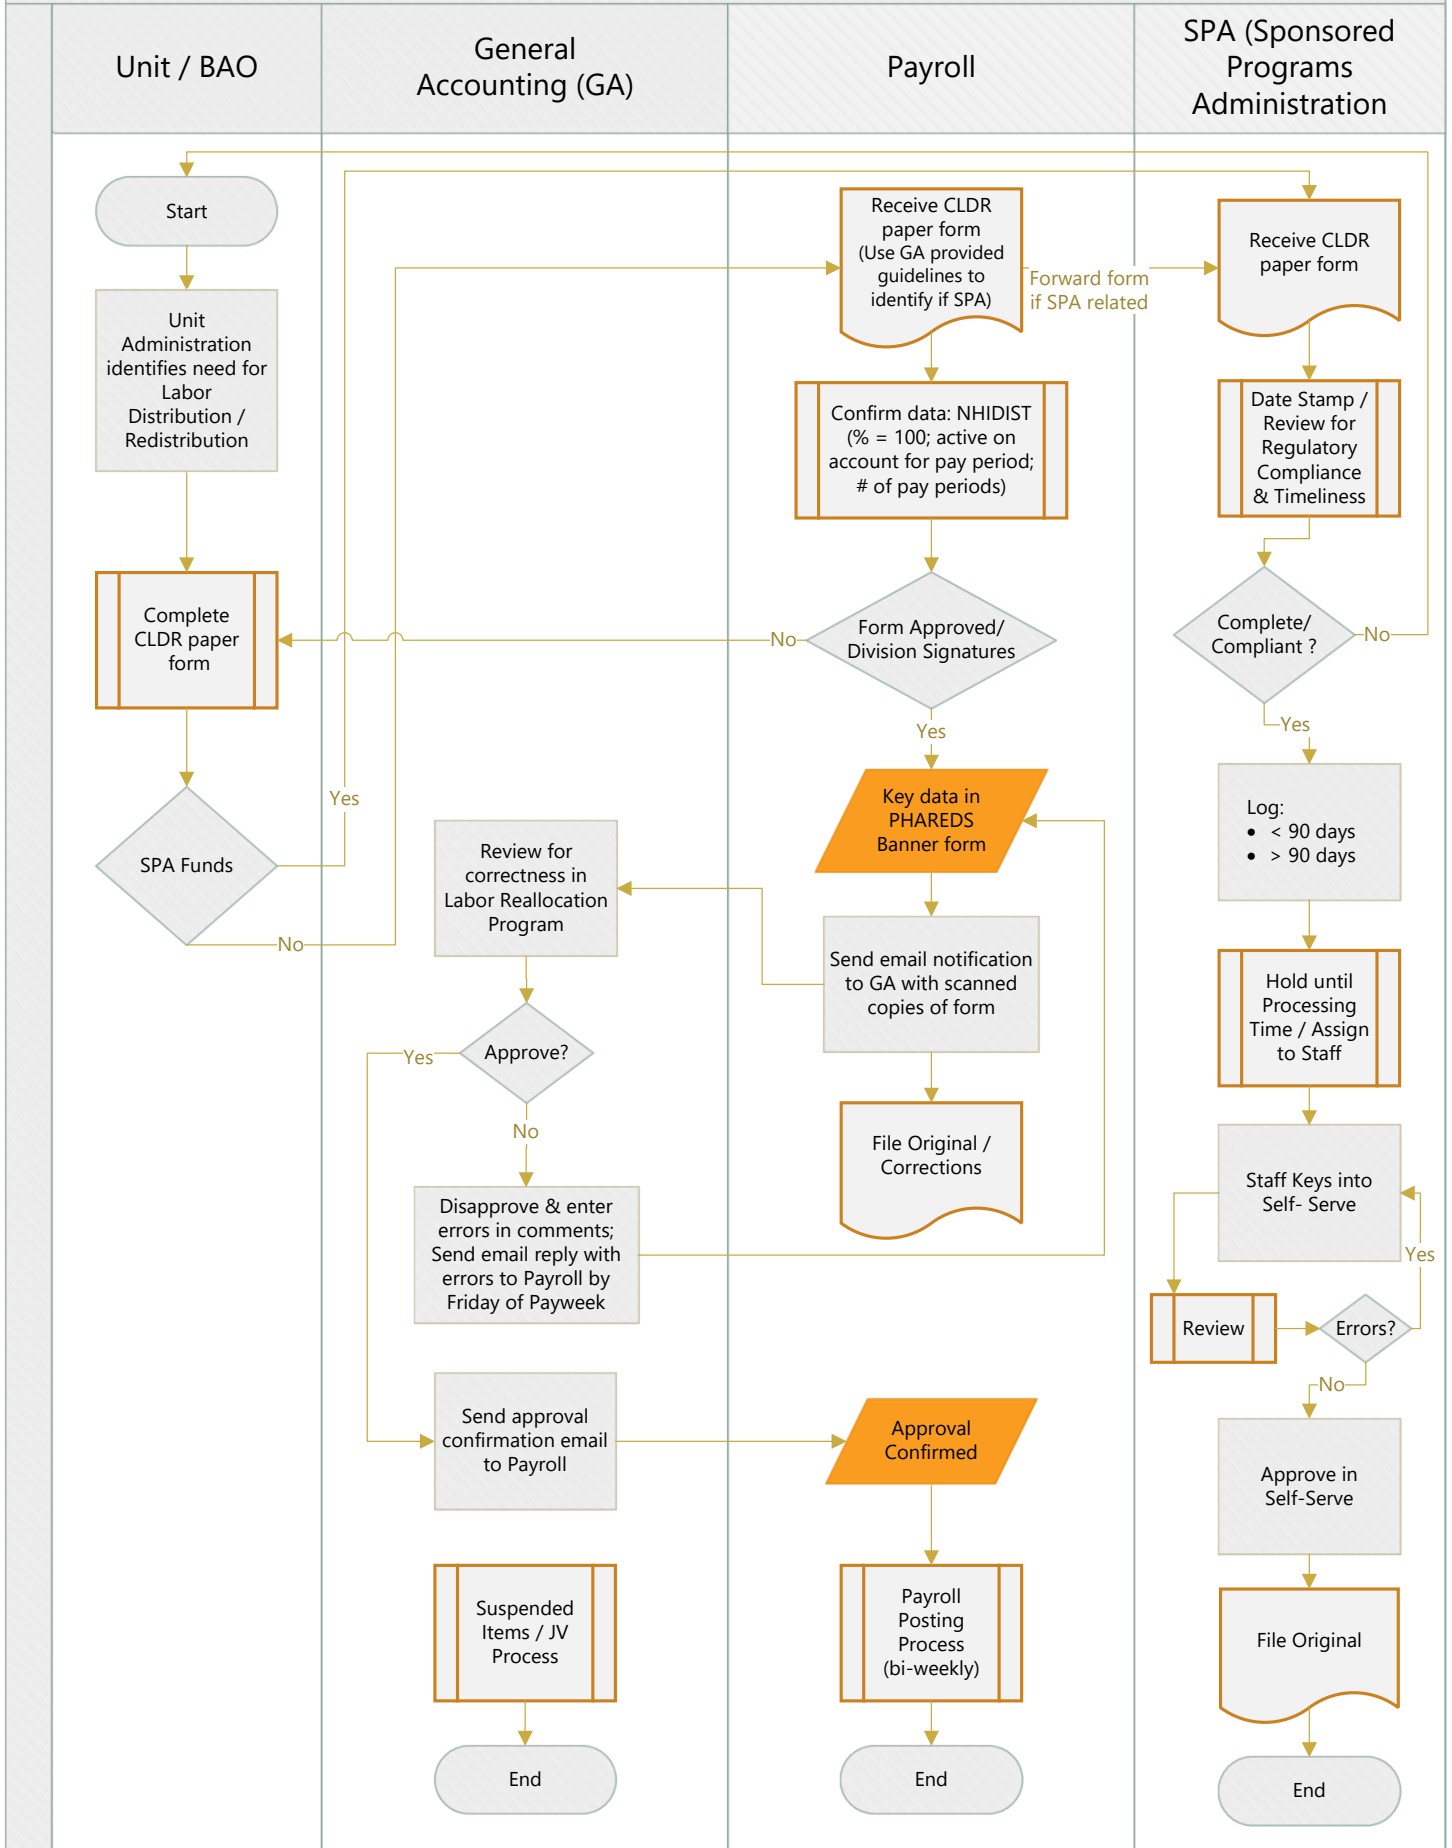 Unit / BAO
General
Accounting (GA)
Payroll
SPA (Sponsored
Programs
Administration
Start
Unit
Administration
identifies need for
Labor
Distribution /
Redistribution
Complete
CLDR paper
form
SPA Funds
Yes
No
Review for
correctness in
Labor Reallocation
Program
Approve?
Yes
No
Disapprove & enter
errors in comments;
Send email reply with
errors to Payroll by
Friday of Payweek
Send approval
confirmation email
to Payroll
Suspended
Items / JV
Process
End
Receive CLDR
paper form
(Use GA provided
guidelines to
identify if SPA)
Forward form
if SPA related
Confirm data: NHIDIST
(% = 100; active on
account for pay period;
# of pay periods)
No
Form Approved/
Division Signatures
Yes
Key data in
PHAREDS
Banner form
Send email notification
to GA with scanned
copies of form
File Original /
Corrections
Approval
Confirmed
Payroll
Posting
Process
(bi-weekly)
End
Receive CLDR
paper form
Date Stamp /
Review for
Regulatory
Compliance
& Timeliness
Complete/
Compliant ?
No
Yes
Log:
• < 90 days
• > 90 days
Hold until
Processing
Time / Assign
to Staff
Staff Keys into
Self- Serve
Yes
Review
Errors?
No
Approve in
Self-Serve
File Original
End